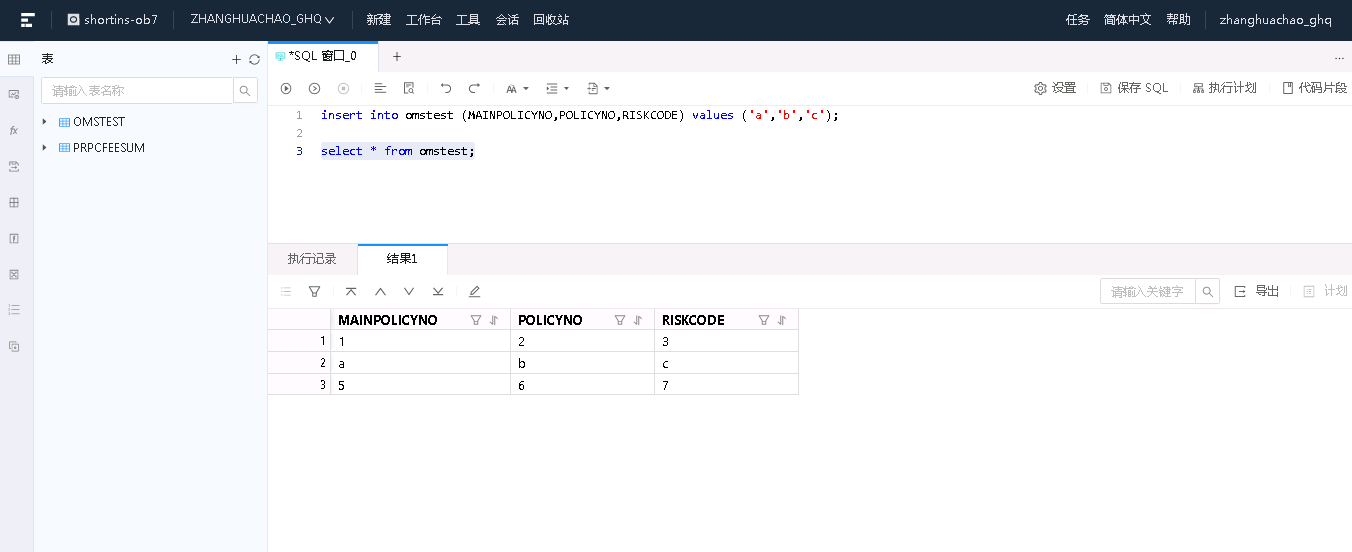 shortins-ob7 ZHANGHUACHAO_GHQ 新建 工作台 工具 会话 回收站 任务 简体中文 帮助 zhanghuachao_ghq
表
请输入表名称
OMSTEST
PRPCFEESUM
*SQL 窗口_0
设置 保存 SQL 执行计划 代码片段
1 insert into omstest (MAINPOLICYNO,POLICYNO,RISKCODE) values ('a','b','c');
2
3 select * from omstest;
执行记录 结果1
请输入关键字 导出 计划
MAINPOLICYNO POLICYNO RISKCODE
1 1 2 3
2 a b c
3 5 6 7